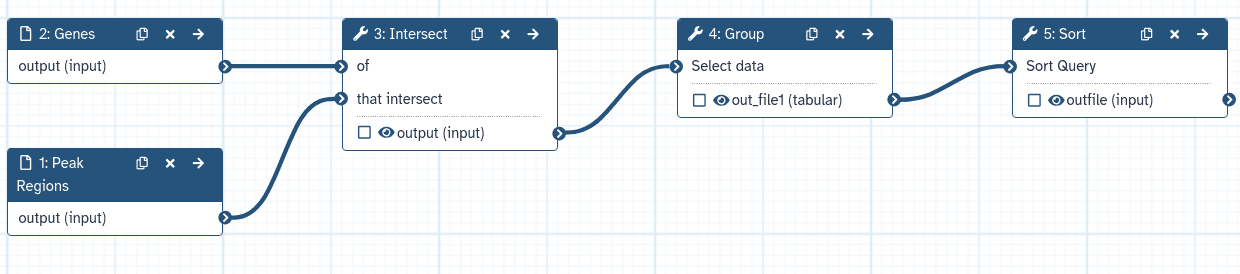 2: Genes
output (input)
1: Peak
Regions
output (input)
3: Intersect
of
that intersect
output (input)
4: Group
Select data
out_file1 (tabular)
5: Sort
Sort Query
outfile (input)